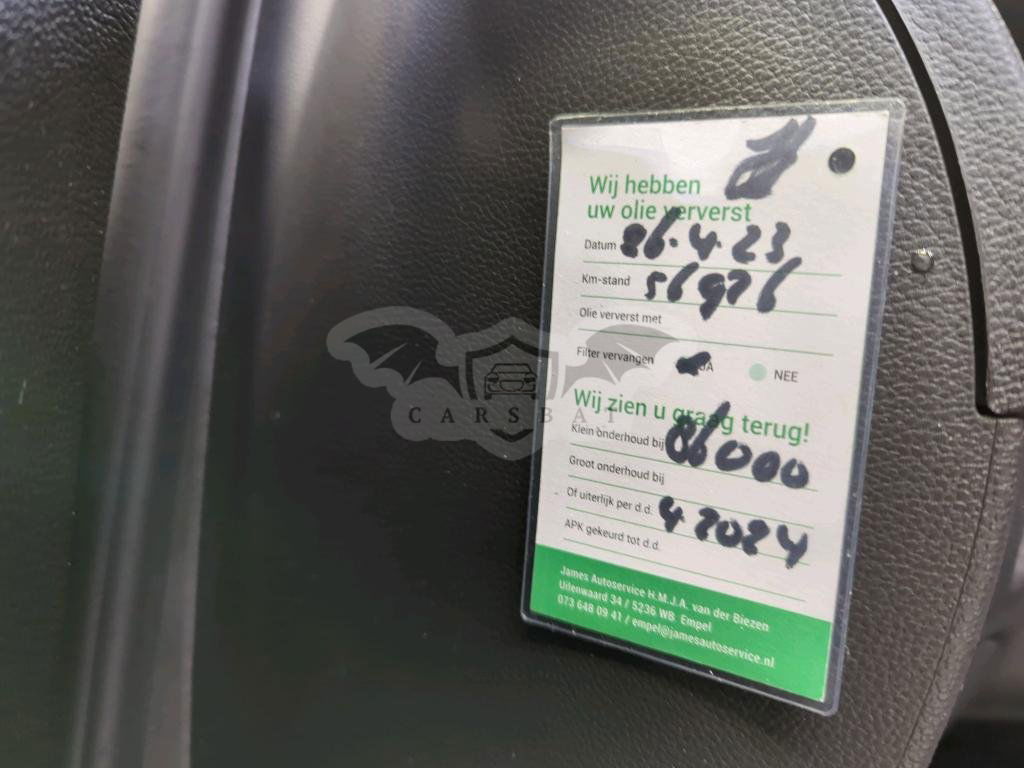 Wij hebben
uw olie ververst
Datum 26.4.23
Km-stand 56976
Olie ververst met
Filter vervangen JA NEE
Wij zien u graag terug!
Klein onderhoud bij 86000
Groot onderhoud bij
Of uiterlijk per d.d. 4 2024
APK gekeurd tot d.d.
James Autoservice H.M.J.A. van der Biezen
Uilenwaard 34 / 5236 WB Empel
073 648 09 41 / empel@jamesautoservice.nl
CARSBAT